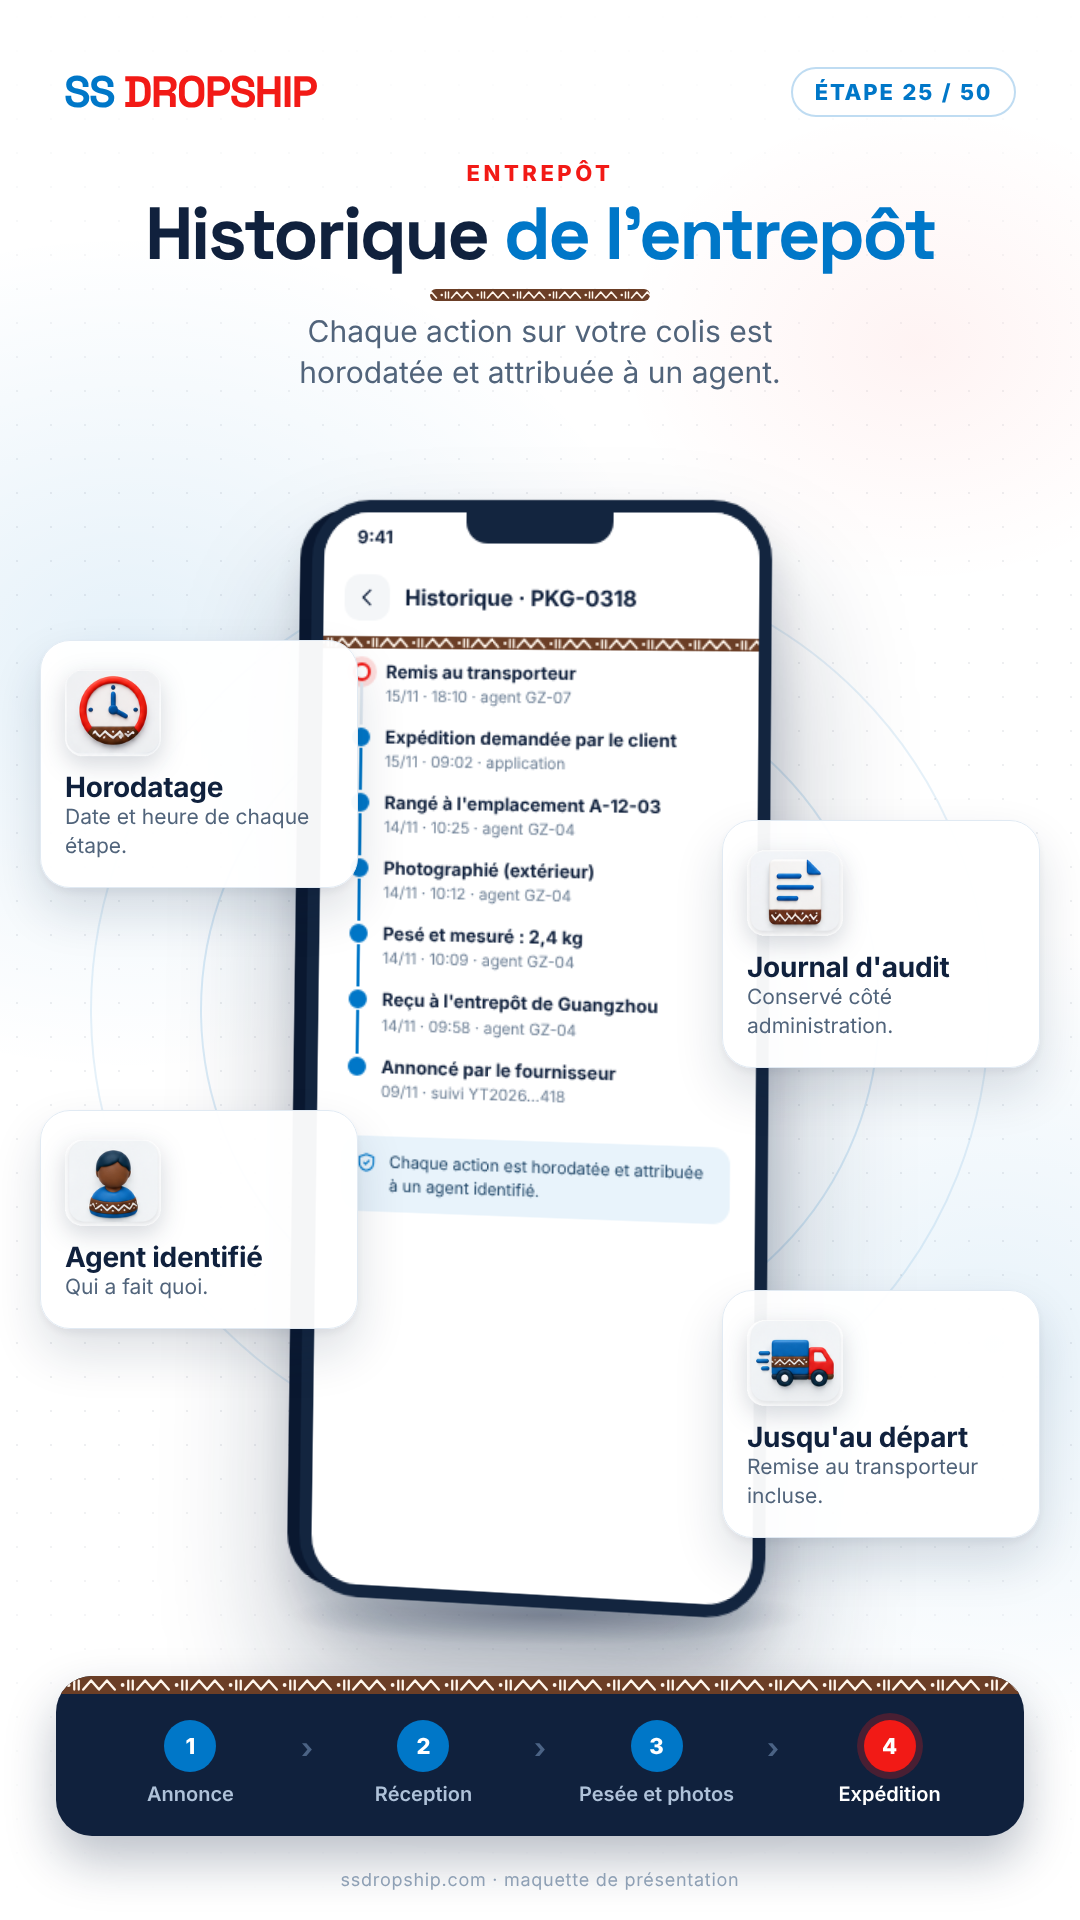 SS DROPSHIP
ÉTAPE 25 / 50
ENTREPÔT
Historique de l’entrepôt
Chaque action sur votre colis est
horodatée et attribuée à un agent.
9:41
Historique · PKG-0318
Remis au transporteur
15/11 · 18:10 · agent GZ-07
Expédition demandée par le client
15/11 · 09:02 · application
Rangé à l'emplacement A-12-03
14/11 · 10:25 · agent GZ-04
Photographié (extérieur)
14/11 · 10:12 · agent GZ-04
Pesé et mesuré : 2,4 kg
14/11 · 10:09 · agent GZ-04
Reçu à l'entrepôt de Guangzhou
14/11 · 09:58 · agent GZ-04
Annoncé par le fournisseur
09/11 · suivi YT2026...418
Chaque action est horodatée et attribuée
à un agent identifié.
Horodatage
Date et heure de chaque
étape.
Journal d'audit
Conservé côté
administration.
Agent identifié
Qui a fait quoi.
Jusqu'au départ
Remise au transporteur
incluse.
1
Annonce
2
Réception
3
Pesée et photos
4
Expédition
ssdropship.com · maquette de présentation